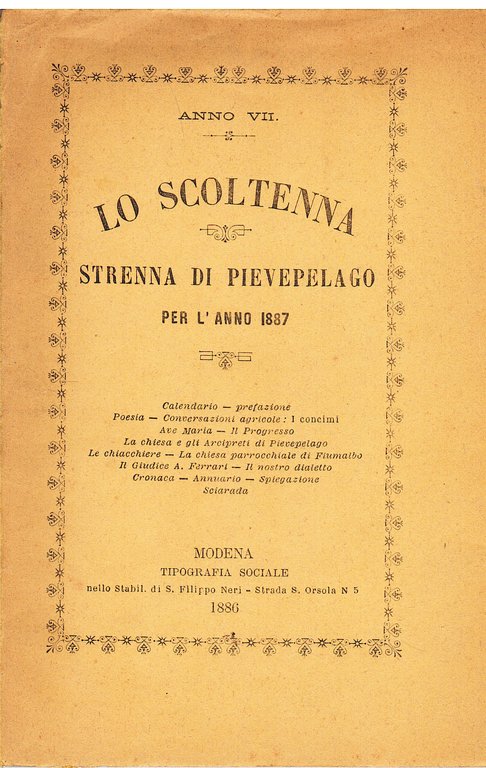 ANNO VII.
LO SCOLTENNA
STRENNA DI PIEVEPELAGO
PER L'ANNO 1887
Calendario — prefazione
Poesia — Conversazioni agricole: I concimi
Ave Maria — Il Progresso
La chiesa e gli Arcipreti di Pievepelago
Le chiacchiere — La chiesa parrocchiale di Fiumalbo
Il Giudice A. Ferrari — Il nostro dialetto
Cronaca — Annuario — Spiegazione
Sciarada
MODENA
TIPOGRAFIA SOCIALE
nello Stabil. di S. Filippo Neri - Strada S. Orsola N 5
1886